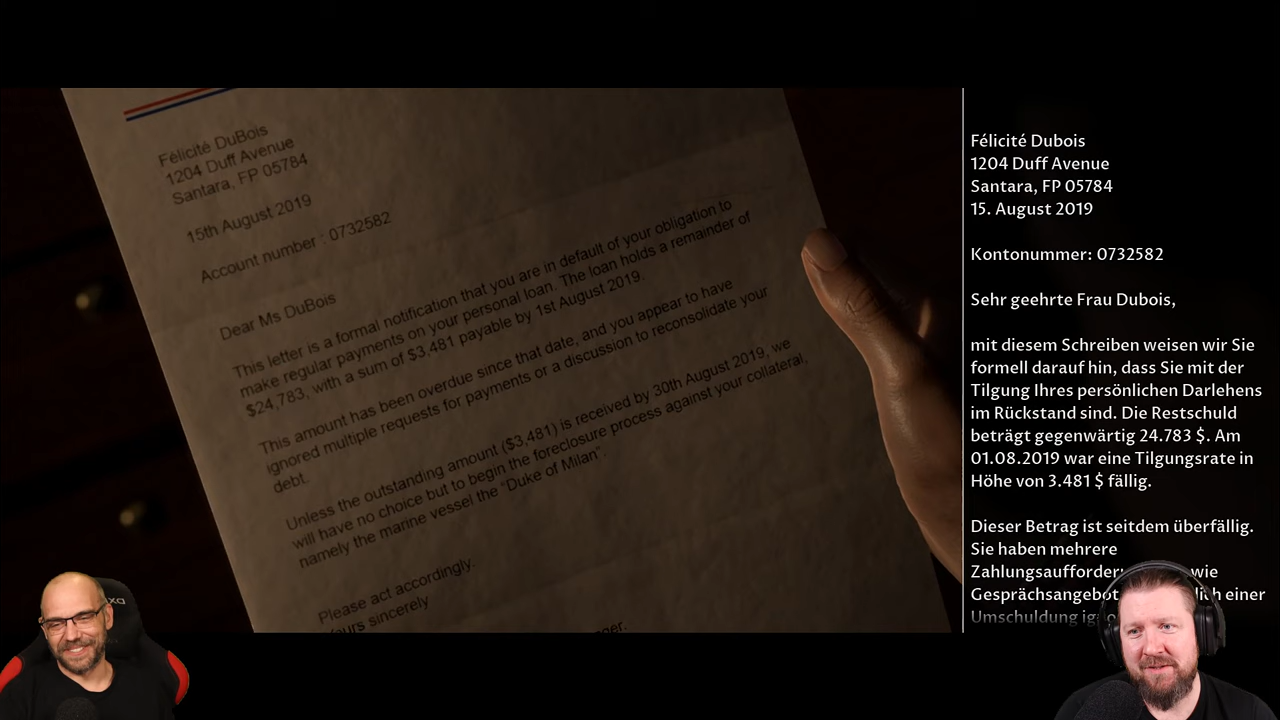 Félicité DuBois
1204 Duff Avenue
Santara, FP 05784
15th August 2019
Account number : 0732582
Dear Ms DuBois
This letter is a formal notification that you are in default of your obligation to
make regular payments on your personal loan. The loan holds a remainder of
$24,783, with a sum of $3.481 payable by 1st August 2019.
This amount has been overdue since that date, and you appear to have
ignored multiple requests for payments or a discussion to reconsolidate your
debt.
Unless the outstanding amount ($3,481) is received by 30th August 2019, we
will have no choice but to begin the foreclosure process against your collateral,
namely the marine vessel the "Duke of Milan".
Please act accordingly.
Yours sincerely
Félicité Dubois
1204 Duff Avenue
Santara, FP 05784
15. August 2019
Kontonummer: 0732582
Sehr geehrte Frau Dubois,
mit diesem Schreiben weisen wir Sie
formell darauf hin, dass Sie mit der
Tilgung Ihres persönlichen Darlehens
im Rückstand sind. Die Restschuld
beträgt gegenwärtig 24.783 $. Am
01.08.2019 war eine Tilgungsrate in
Höhe von 3.481 $ fällig.
Dieser Betrag ist seitdem überfällig.
Sie haben mehrere
wie
einer
Umschuldung